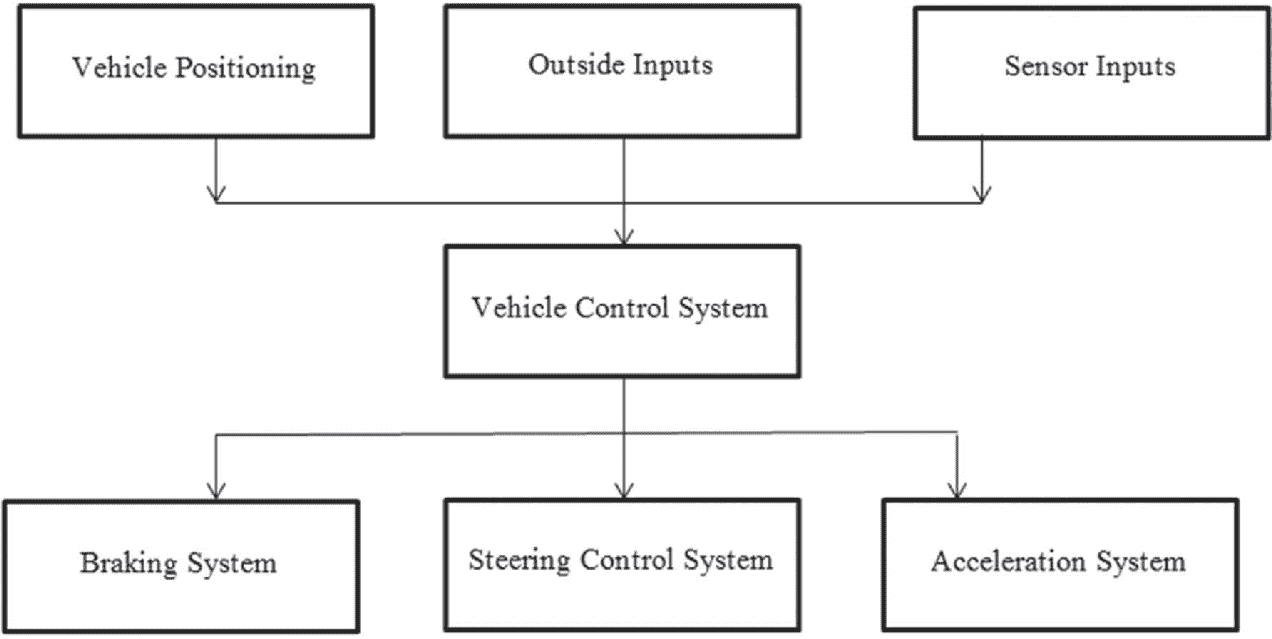 Vehicle Positioning
Outside Inputs
Sensor Inputs
Vehicle Control System
Braking System
Steering Control System
Acceleration System